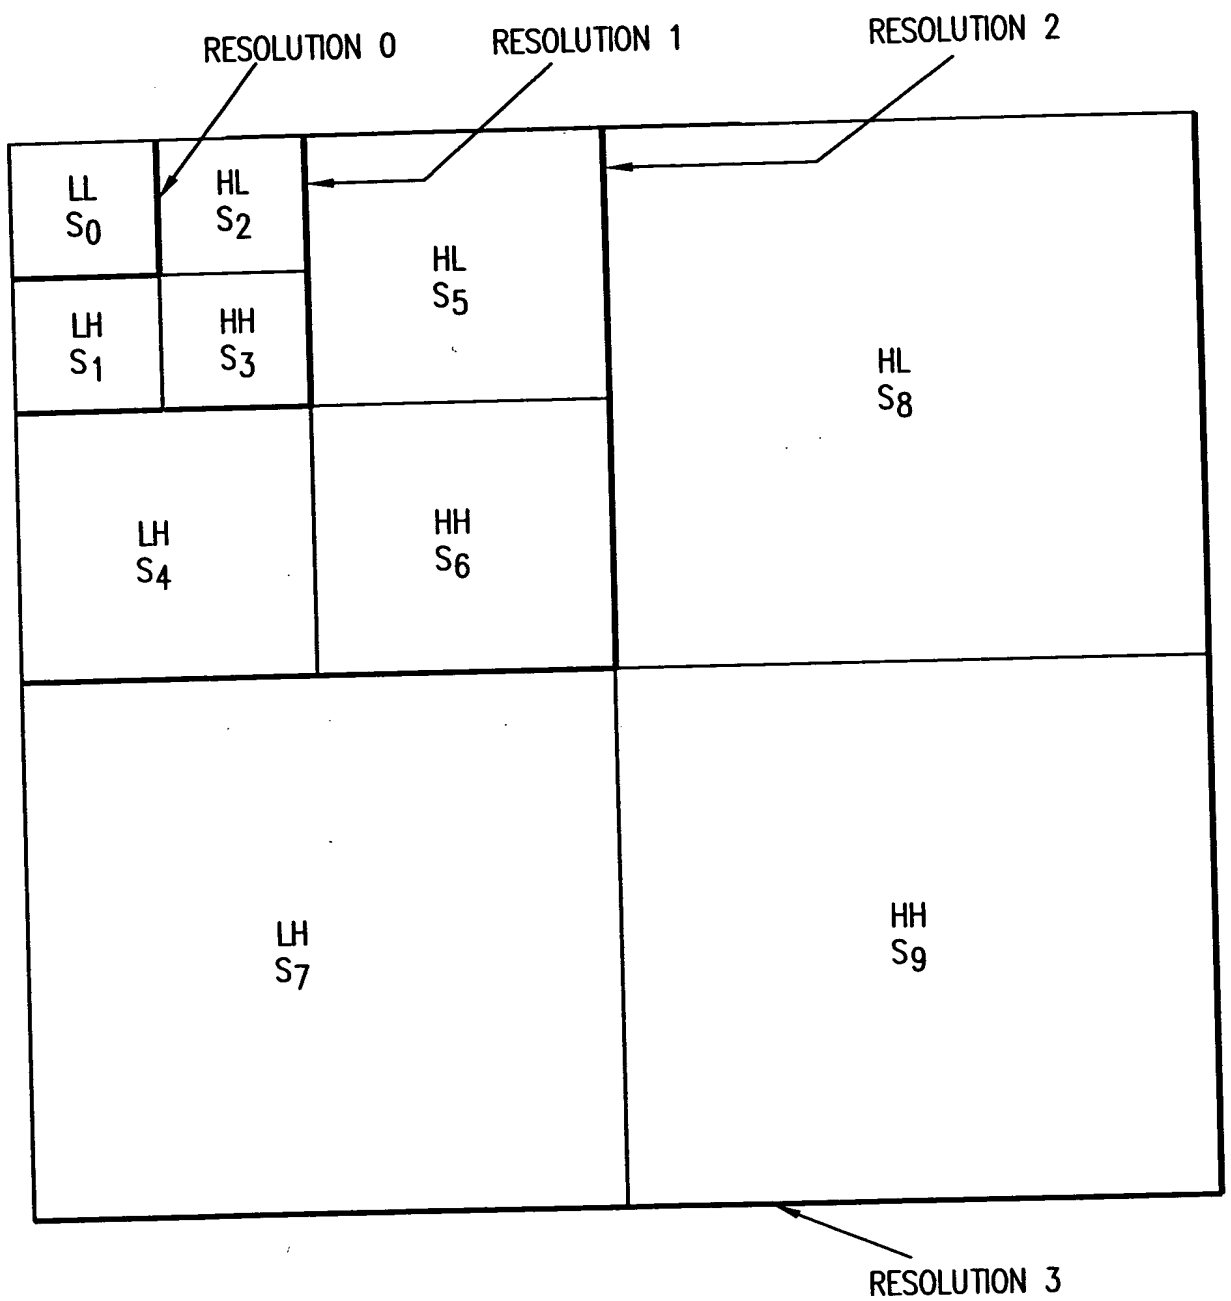 RESOLUTION 0
RESOLUTION 1
RESOLUTION 2
LL
S0
HL
S2
HL
S5
LH
S1
HH
S3
HL
S8
LH
S4
HH
S6
LH
S7
HH
S9
RESOLUTION 3